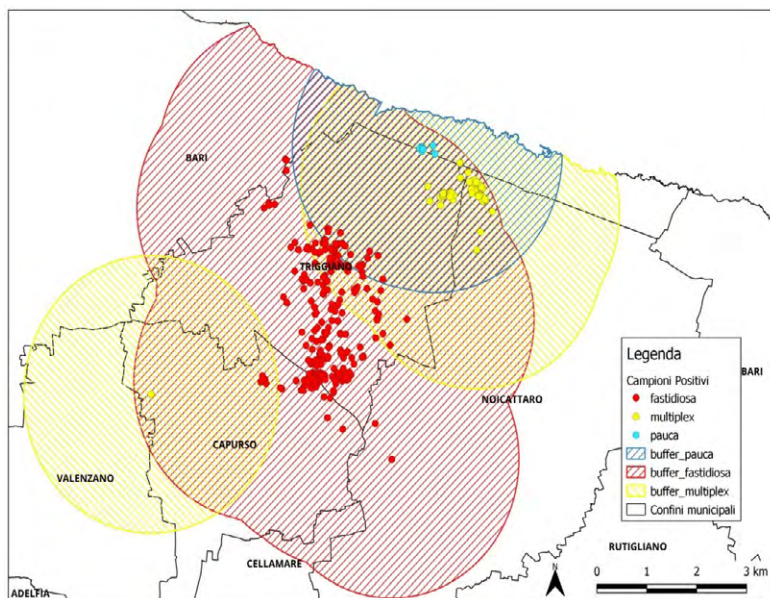 BARI
TRIGGIANO
Legenda
Campioni Positivi
fastidiosa
multiplex
pauca
buffer_pauca
buffer_fastidiosa
buffer_multiplex
Confini municipali
BARI
NOICATTARO
CAPURSO
VALENZANO
CELLAMARE
RUTIGLIANO
ADELFIA
N
0 1 2 3 km